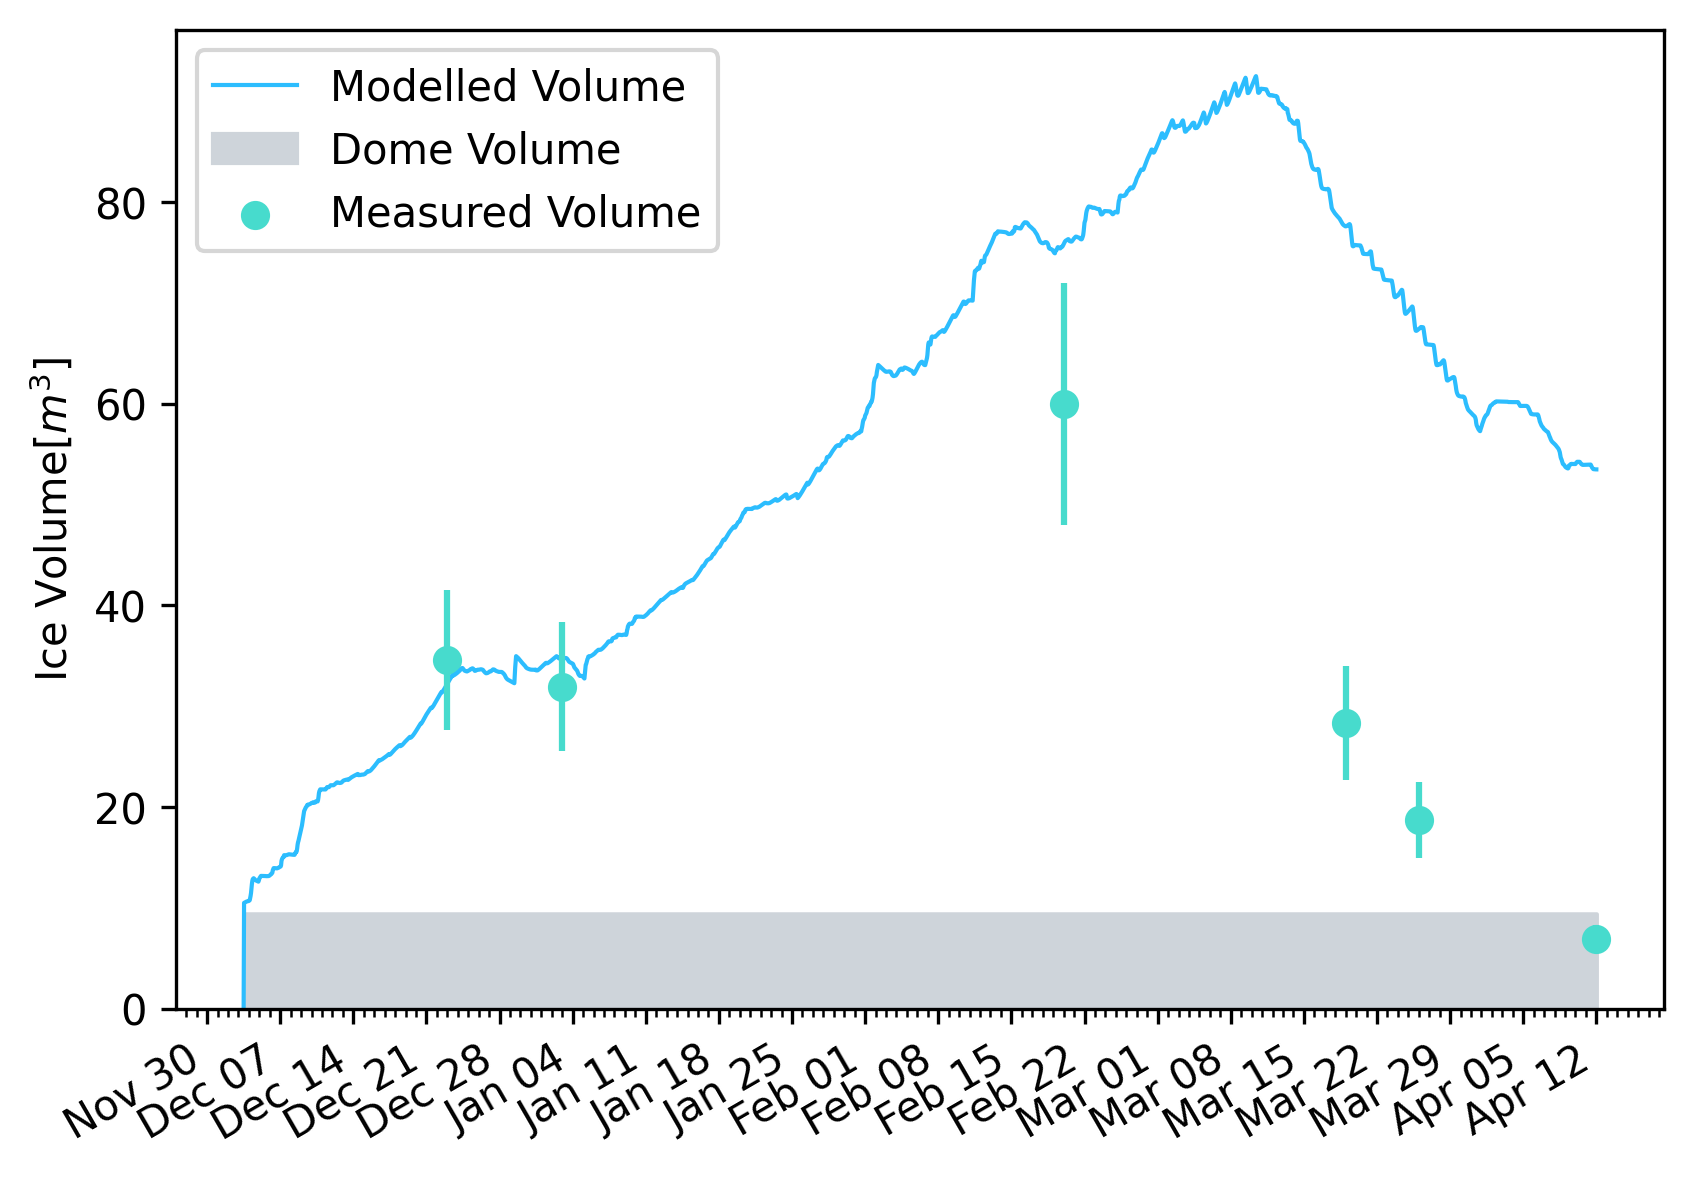 Modelled Volume
Dome Volume
Measured Volume
Ice Volume[m³]
80
60
40
20
0
Nov 30
Dec 07
Dec 14
Dec 21
Dec 28
Jan 04
Jan 11
Jan 18
Jan 25
Feb 01
Feb 08
Feb 15
Feb 22
Mar 01
Mar 08
Mar 15
Mar 22
Mar 29
Apr 05
Apr 12